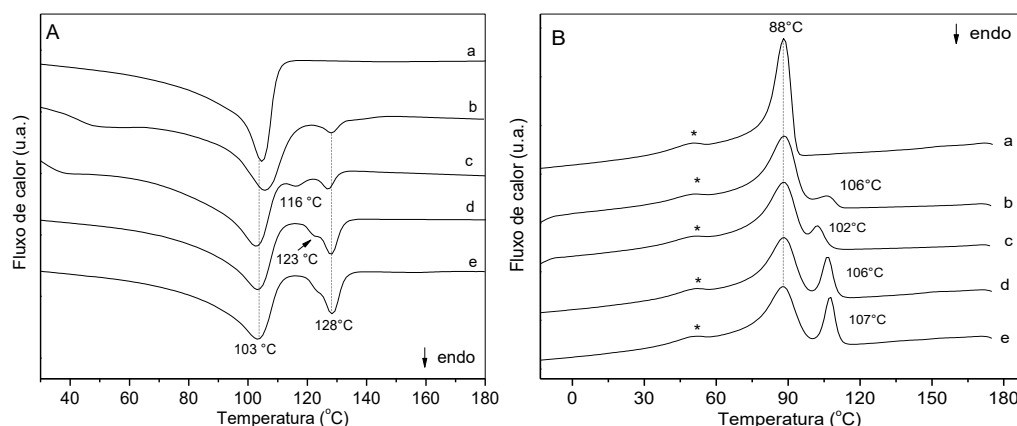 A
a
b
c
116 °C
d
123 °C
e
128°C
103 °C
endo
Fluxo de calor (u.a.)
40 60 80 100 120 140 160 180
Temperatura (°C)
B
88°C
endo
*
a
*
106°C
b
*
102°C
c
*
106°C
d
*
107°C
e
Fluxo de calor (u.a.)
0 30 60 90 120 150 180
Temperatura (°C)